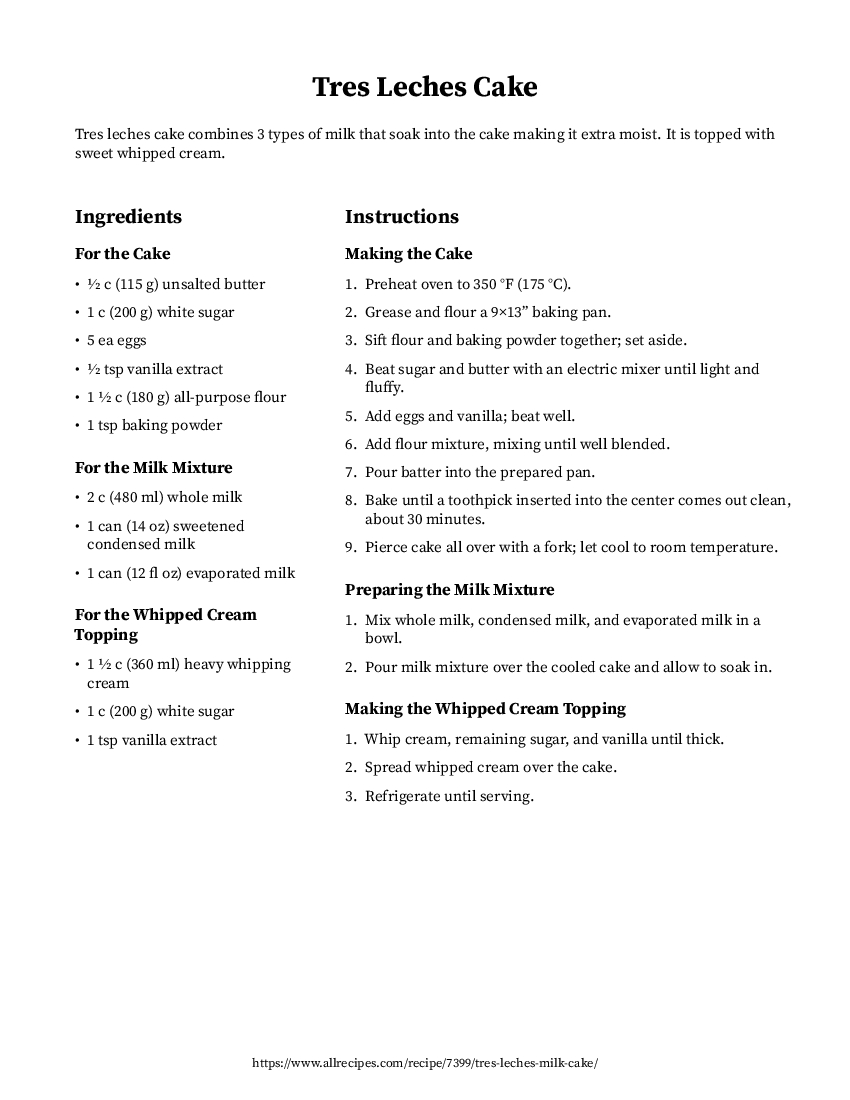 Tres Leches Cake
Tres leches cake combines 3 types of milk that soak into the cake making it extra moist. It is topped with
sweet whipped cream.
Ingredients
For the Cake
• ½ c (115 g) unsalted butter
• 1 c (200 g) white sugar
• 5 ea eggs
• ½ tsp vanilla extract
• 1 ½ c (180 g) all-purpose flour
• 1 tsp baking powder
For the Milk Mixture
• 2 c (480 ml) whole milk
• 1 can (14 oz) sweetened
condensed milk
• 1 can (12 fl oz) evaporated milk
For the Whipped Cream
Topping
• 1 ½ c (360 ml) heavy whipping
cream
• 1 c (200 g) white sugar
• 1 tsp vanilla extract
Instructions
Making the Cake
1. Preheat oven to 350 °F (175 °C).
2. Grease and flour a 9×13” baking pan.
3. Sift flour and baking powder together; set aside.
4. Beat sugar and butter with an electric mixer until light and
fluffy.
5. Add eggs and vanilla; beat well.
6. Add flour mixture, mixing until well blended.
7. Pour batter into the prepared pan.
8. Bake until a toothpick inserted into the center comes out clean,
about 30 minutes.
9. Pierce cake all over with a fork; let cool to room temperature.
Preparing the Milk Mixture
1. Mix whole milk, condensed milk, and evaporated milk in a
bowl.
2. Pour milk mixture over the cooled cake and allow to soak in.
Making the Whipped Cream Topping
1. Whip cream, remaining sugar, and vanilla until thick.
2. Spread whipped cream over the cake.
3. Refrigerate until serving.
https://www.allrecipes.com/recipe/7399/tres-leches-milk-cake/